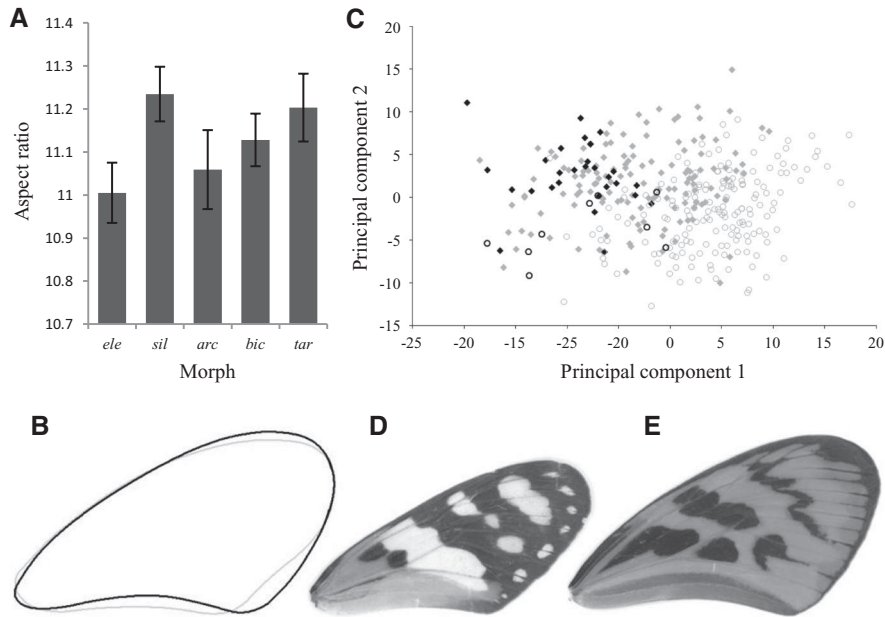 A
11.4
11.3
11.2
11.1
11
10.9
10.8
10.7
Aspect ratio
ele sil arc bic tar
Morph
C
20
15
10
5
0
-5
-10
-15
Principal component 2
-25 -20 -15 -25 -20 0 5 10 15 20
Principal component 1
B
D
E